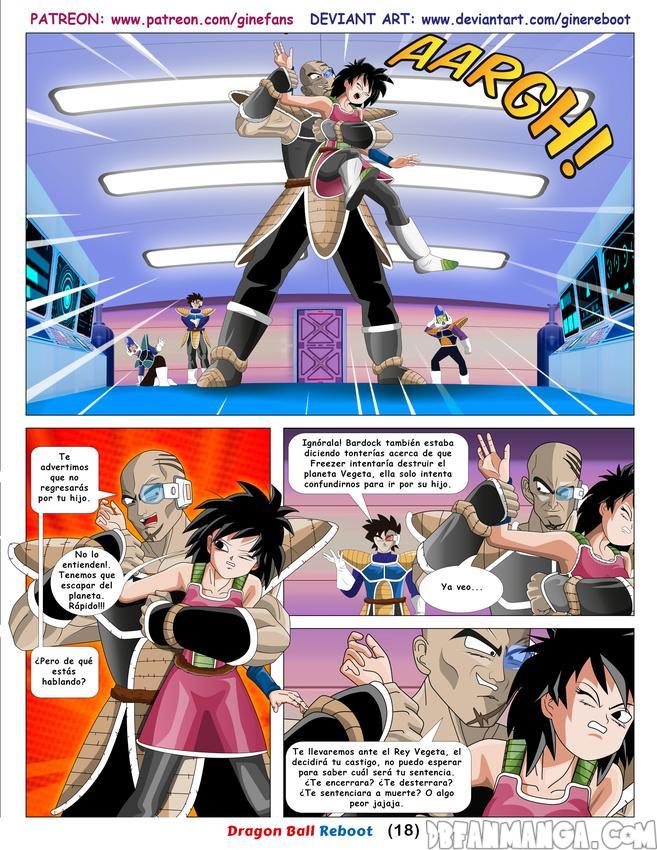 PATREON: www.patreon.com/ginefans DEVIANT ART: www.deviantart.com/ginereboot
AARGH!
Te
advertimos
que no
regresarás
por tu hijo.
No lo
entienden!.
Tenemos que
escapar del
planeta.
Rápido!!!
¿Pero de qué
estás
hablando?
Ignórala! Bardock también estaba
diciendo tonterías acerca de que
Freezer intentaría destruir el
planeta Vegeta, ella solo intenta
confundirnos para ir por su hijo.
Ya veo...
Te llevaremos ante el Rey Vegeta, el
decidirá tu castigo, no puedo esperar
para saber cuál será tu sentencia.
¿Te encerrara? ¿Te desterrara?
¿Te sentenciara a muerte? O algo
peor jajaja.
Dragon Ball Reboot (18)
DBFANMANGA.COM